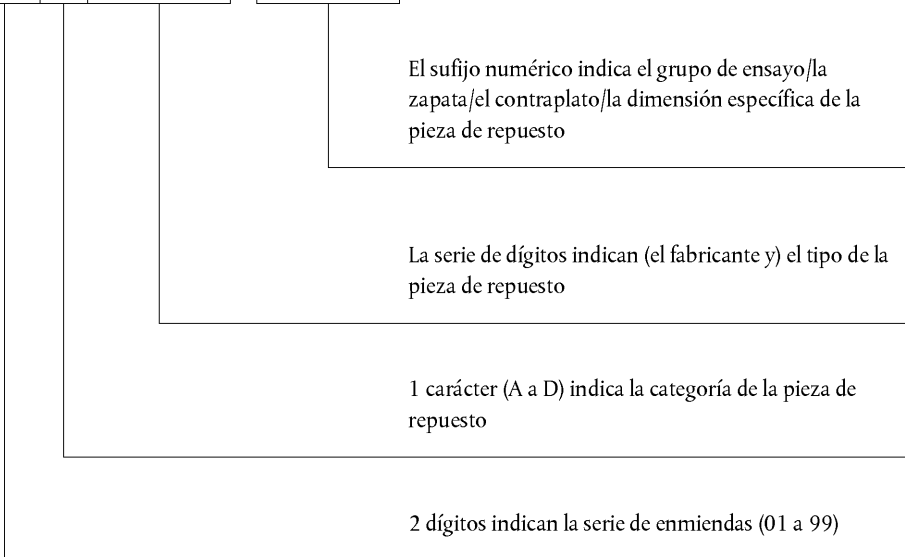 El sufijo numérico indica el grupo de ensayo/la
zapata/el contraplato/la dimensión específica de la
pieza de repuesto
La serie de dígitos indican (el fabricante y) el tipo de la
pieza de repuesto
1 carácter (A a D) indica la categoría de la pieza de
repuesto
2 dígitos indican la serie de enmiendas (01 a 99)